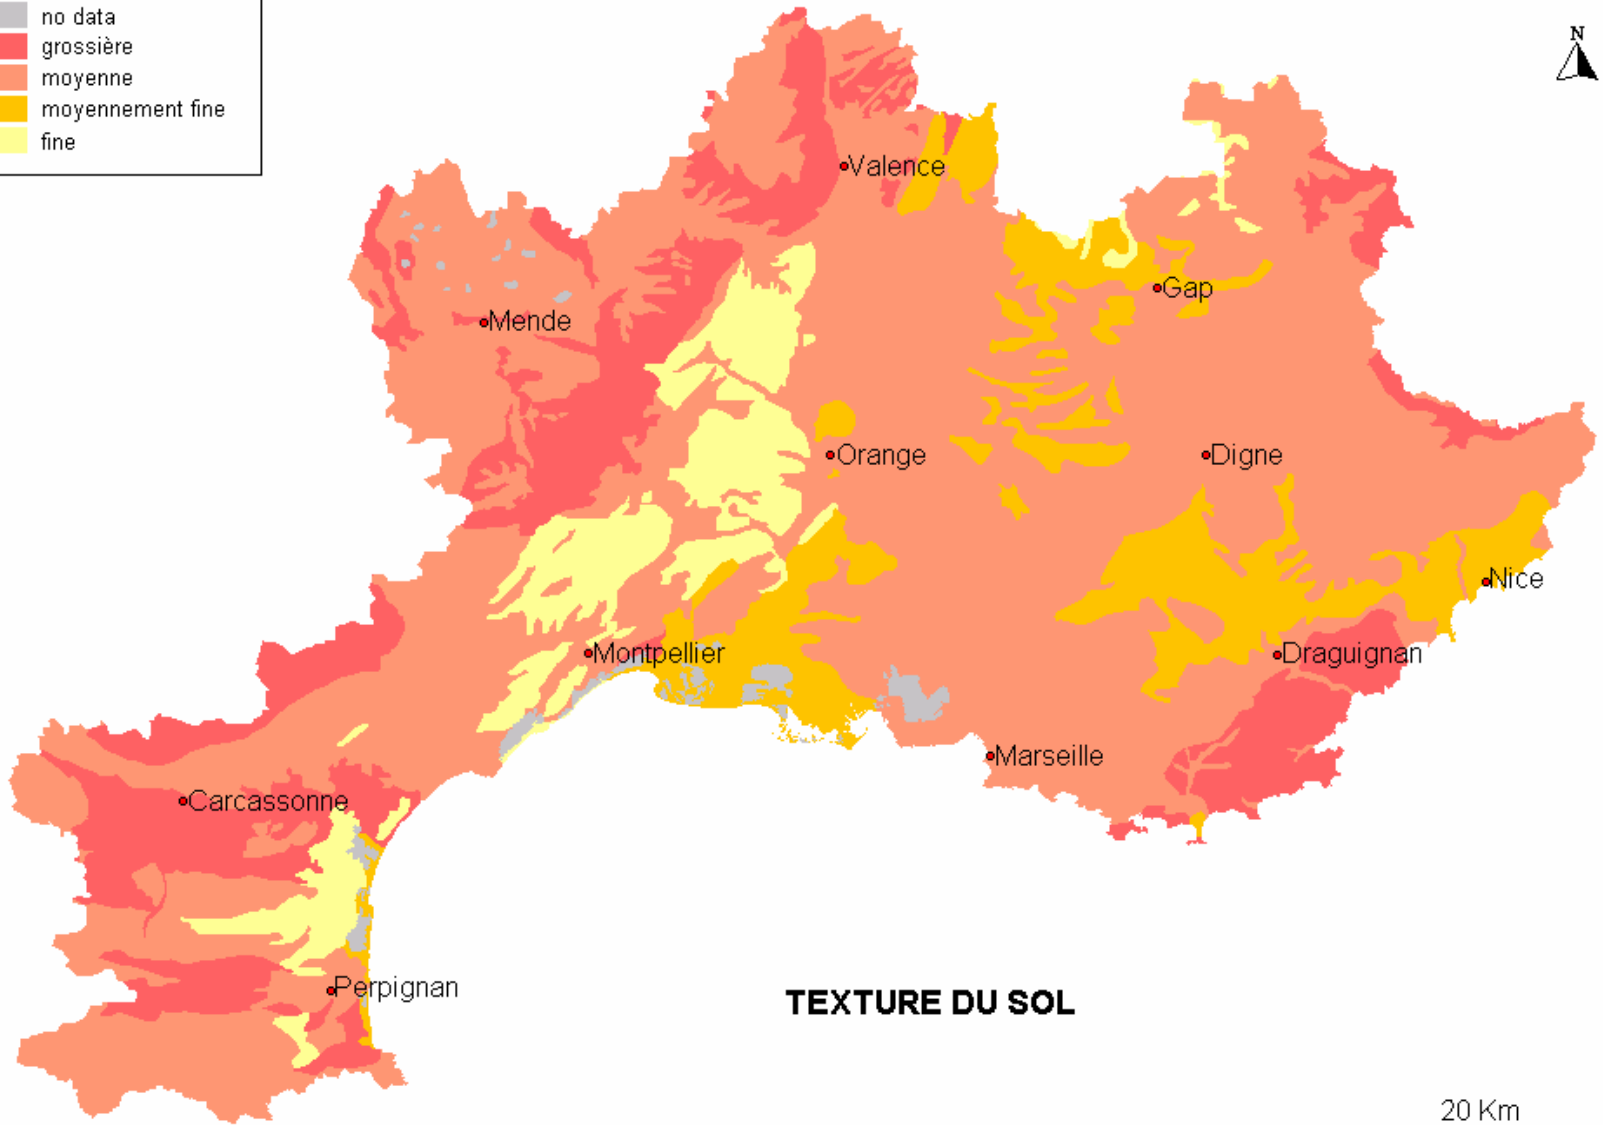 no data
grossière
moyenne
moyennement fine
fine
N
Valence
Gap
Mende
Orange
Digne
Nice
Montpellier
Draguignan
Marseille
Carcassonne
Perpignan
TEXTURE DU SOL
20 Km